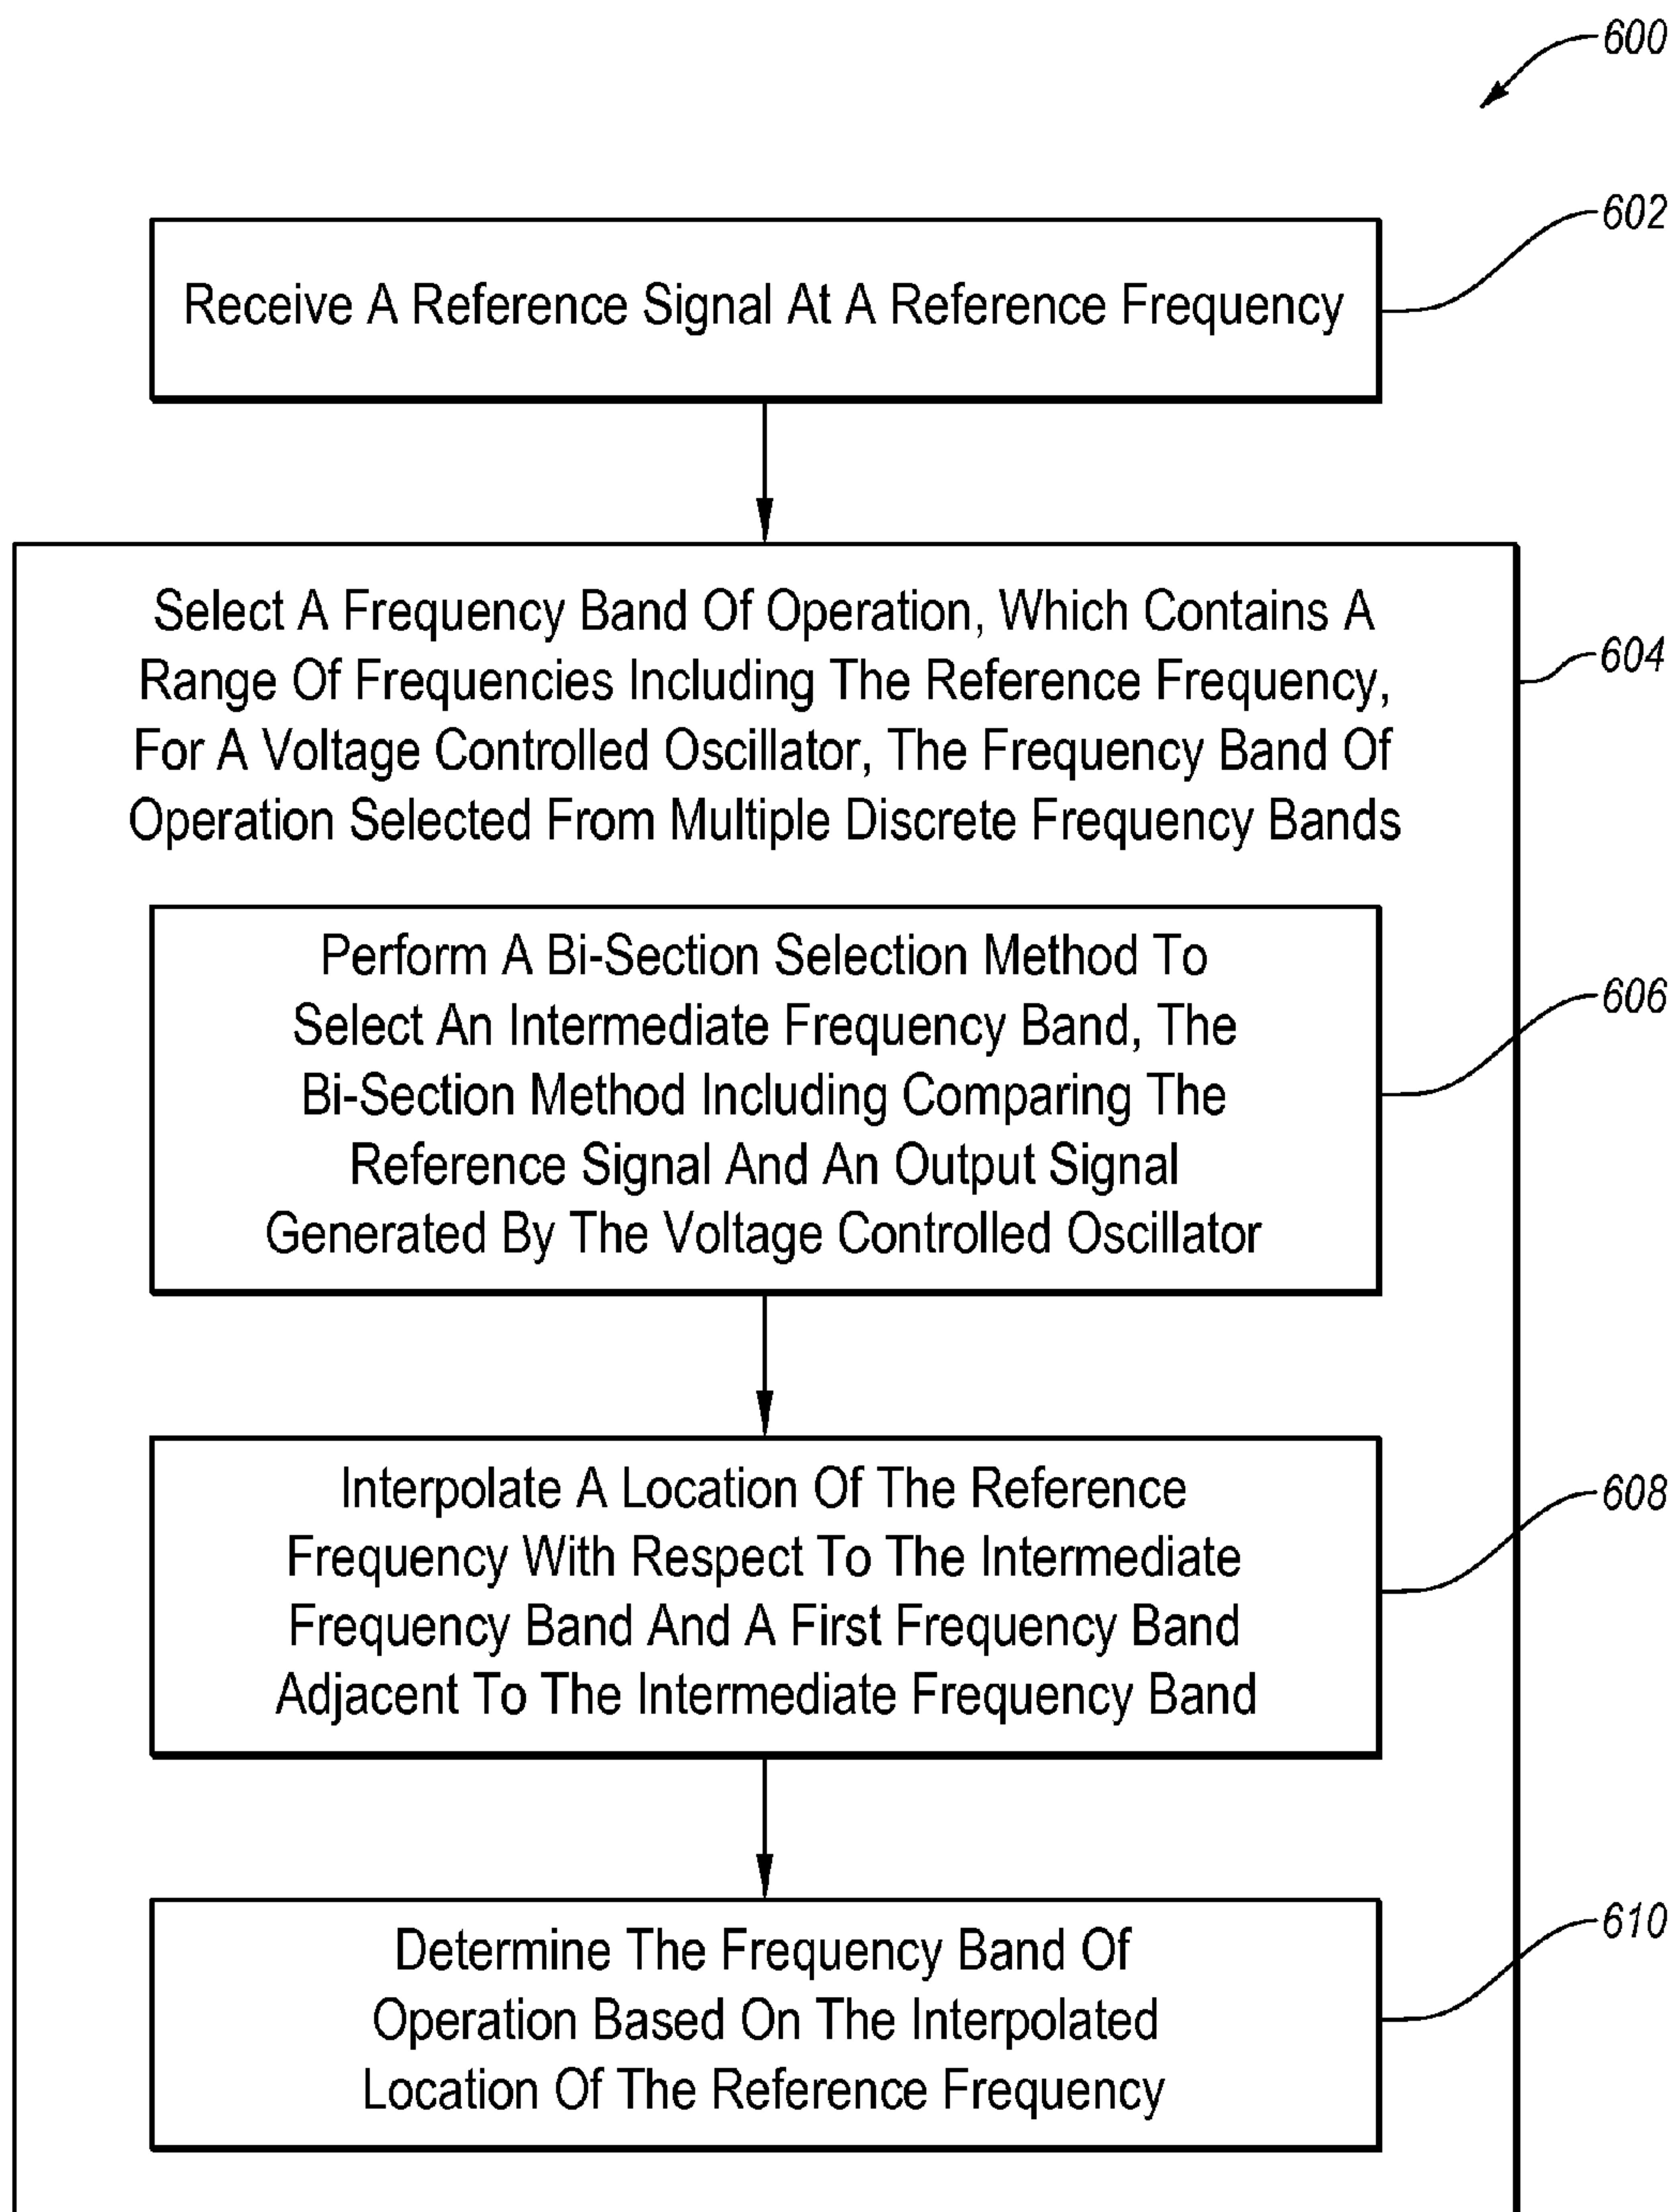 600
602
Receive A Reference Signal At A Reference Frequency
Select A Frequency Band Of Operation, Which Contains A
Range Of Frequencies Including The Reference Frequency,
For A Voltage Controlled Oscillator, The Frequency Band Of
Operation Selected From Multiple Discrete Frequency Bands
604
Perform A Bi-Section Selection Method To
Select An Intermediate Frequency Band, The
Bi-Section Method Including Comparing The
Reference Signal And An Output Signal
Generated By The Voltage Controlled Oscillator
606
Interpolate A Location Of The Reference
Frequency With Respect To The Intermediate
Frequency Band And A First Frequency Band
Adjacent To The Intermediate Frequency Band
608
Determine The Frequency Band Of
Operation Based On The Interpolated
Location Of The Reference Frequency
610